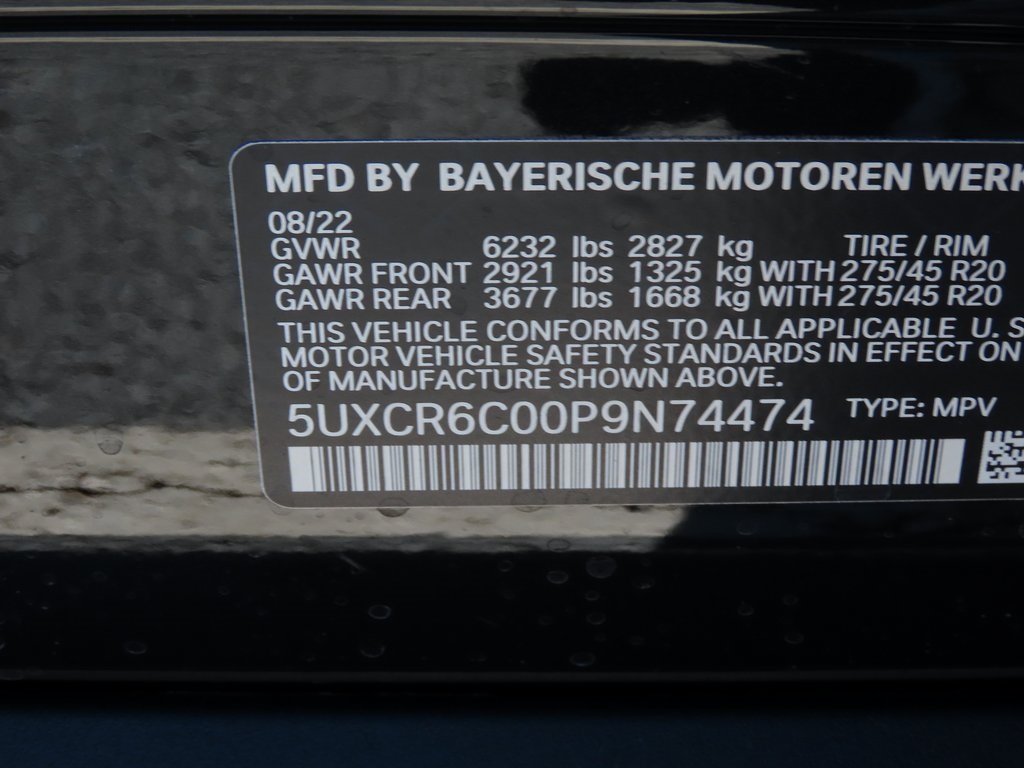 MFD BY BAYERISCHE MOTOREN WERK
08/22
GVWR 6232 lbs 2827 kg TIRE / RIM
GAWR FRONT 2921 lbs 1325 kg WITH 275/45 R20
GAWR REAR 3677 lbs 1668 kg WITH 275/45 R20
THIS VEHICLE CONFORMS TO ALL APPLICABLE U. S
MOTOR VEHICLE SAFETY STANDARDS IN EFFECT ON
OF MANUFACTURE SHOWN ABOVE.
5UXCR6C00P9N74474 TYPE: MPV